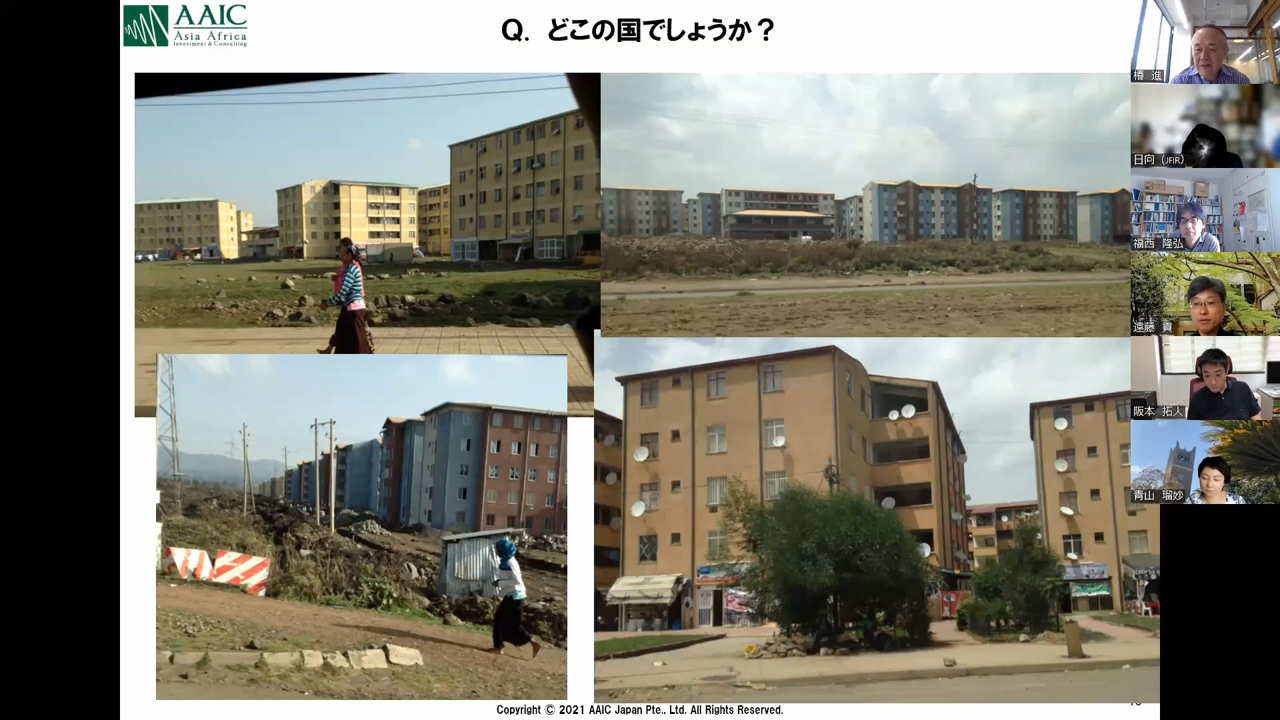 AAIC
Asia Africa
Investment & Consulting
Q. どこの国でしょうか？
椿 進
日向（JFIR）
福西 隆弘
遠藤 貢
阪本 拓人
青山 瑠妙
Copyright © 2021 AAIC Japan Pte., Ltd. All Rights Reserved.